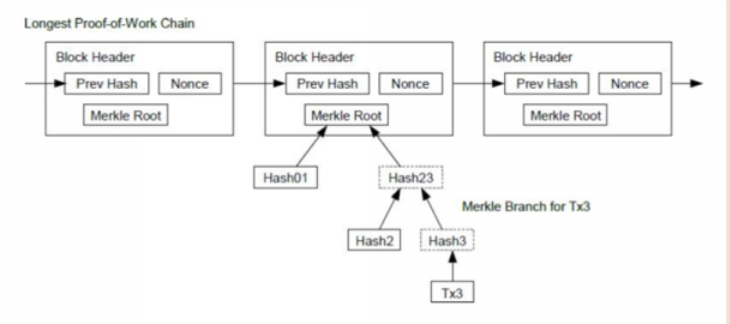 Longest Proof-of-Work Chain
Block Header Block Header Block Header
Prev Hash Nonce Prev Hash Nonce Prev Hash Nonce
Merkle Root Merkle Root Merkle Root
Hash01 Hash23
Merkle Branch for Tx3
Hash2 Hash3
Tx3